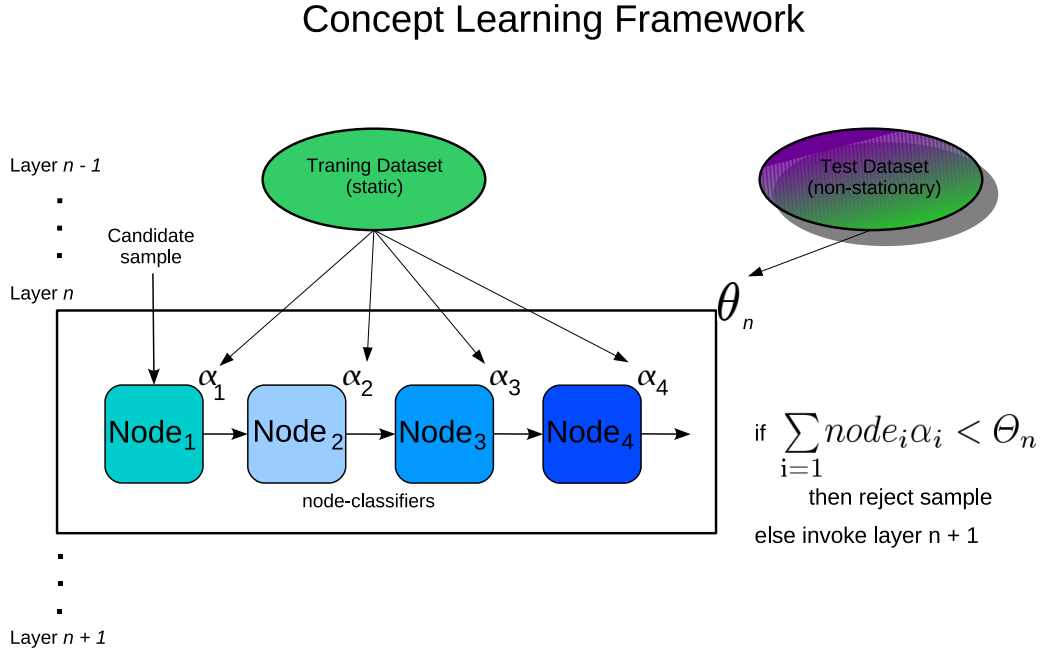 Concept Learning Framework
Layer n - 1
Traning Dataset
(static)
Test Dataset
(non-stationary)
Candidate
sample
Layer n
θn
α1
α2
α3
α4
Node1
Node2
Node3
Node4
node-classifiers
if ∑i=1 nodeiαi < Θn
then reject sample
else invoke layer n + 1
Layer n + 1